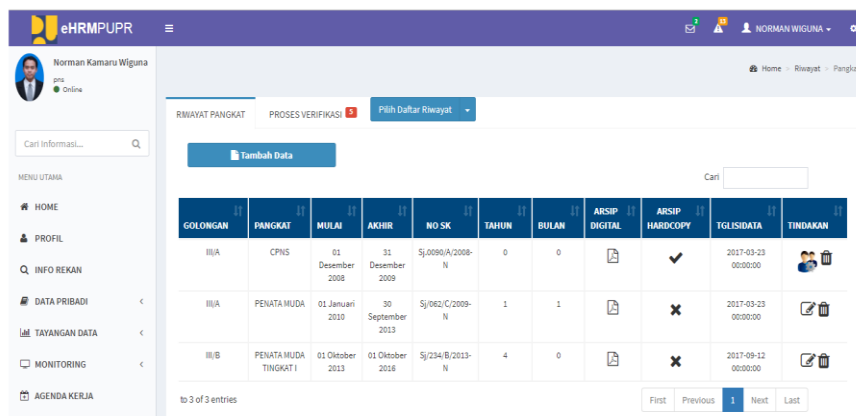 eHRMPUPR
2
13
NORMAN WIGUNA
Norman Kamaru Wiguna
pns
Online
Home > Riwayat > Pangka
RIWAYAT PANGKAT
PROSES VERIFIKASI 5
Pilih Daftar Riwayat
Cari Informasi...
Tambah Data
Cari
MENU UTAMA
HOME
PROFIL
INFO REKAN
DATA PRIBADI
TAYANGAN DATA
MONITORING
AGENDA KERJA
GOLONGAN PANGKAT MULAI AKHIR NO SK TAHUN BULAN ARSIP DIGITAL ARSIP HARDCOPY TGLISIDATA TINDAKAN
III/A CPNS 01 Desember 2008 31 Desember 2009 Sj.0090/A/2008-N 0 0 2017-03-23 00:00:00
III/A PENATA MUDA 01 Januari 2010 30 September 2013 Sj/062/C/2009-N 1 1 2017-03-23 00:00:00
III/B PENATA MUDA TINGKAT I 01 Oktober 2013 01 Oktober 2016 Sj/234/B/2013-N 4 0 2017-09-12 00:00:00
to 3 of 3 entries
First Previous 1 Next Last